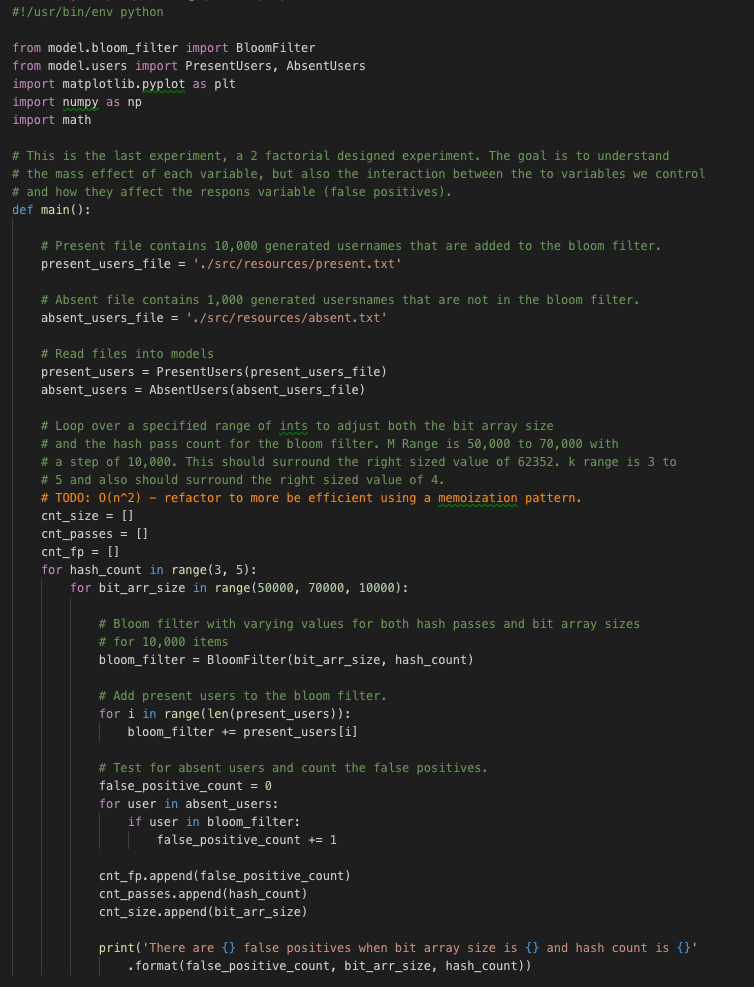 #!/usr/bin/env python
from model.bloom_filter import BloomFilter
from model.users import PresentUsers, AbsentUsers
import matplotlib.pyplot as plt
import numpy as np
import math
# This is the last experiment, a 2 factorial designed experiment. The goal is to understand
# the mass effect of each variable, but also the interaction between the to variables we control
# and how they affect the respons variable (false positives).
def main():
# Present file contains 10,000 generated usernames that are added to the bloom filter.
present_users_file = './src/resources/present.txt'
# Absent file contains 1,000 generated usersnames that are not in the bloom filter.
absent_users_file = './src/resources/absent.txt'
# Read files into models
present_users = PresentUsers(present_users_file)
absent_users = AbsentUsers(absent_users_file)
# Loop over a specified range of ints to adjust both the bit array size
# and the hash pass count for the bloom filter. M Range is 50,000 to 70,000 with
# a step of 10,000. This should surround the right sized value of 62352. k range is 3 to
# 5 and also should surround the right sized value of 4.
# TODO: O(n^2) – refactor to more be efficient using a memoization pattern.
cnt_size = []
cnt_passes = []
cnt_fp = []
for hash_count in range(3, 5):
for bit_arr_size in range(50000, 70000, 10000):
# Bloom filter with varying values for both hash passes and bit array sizes
# for 10,000 items
bloom_filter = BloomFilter(bit_arr_size, hash_count)
# Add present users to the bloom filter.
for i in range(len(present_users)):
bloom_filter += present_users[i]
# Test for absent users and count the false positives.
false_positive_count = 0
for user in absent_users:
if user in bloom_filter:
false_positive_count += 1
cnt_fp.append(false_positive_count)
cnt_passes.append(hash_count)
cnt_size.append(bit_arr_size)
print('There are {} false positives when bit array size is {} and hash count is {}'
.format(false_positive_count, bit_arr_size, hash_count))